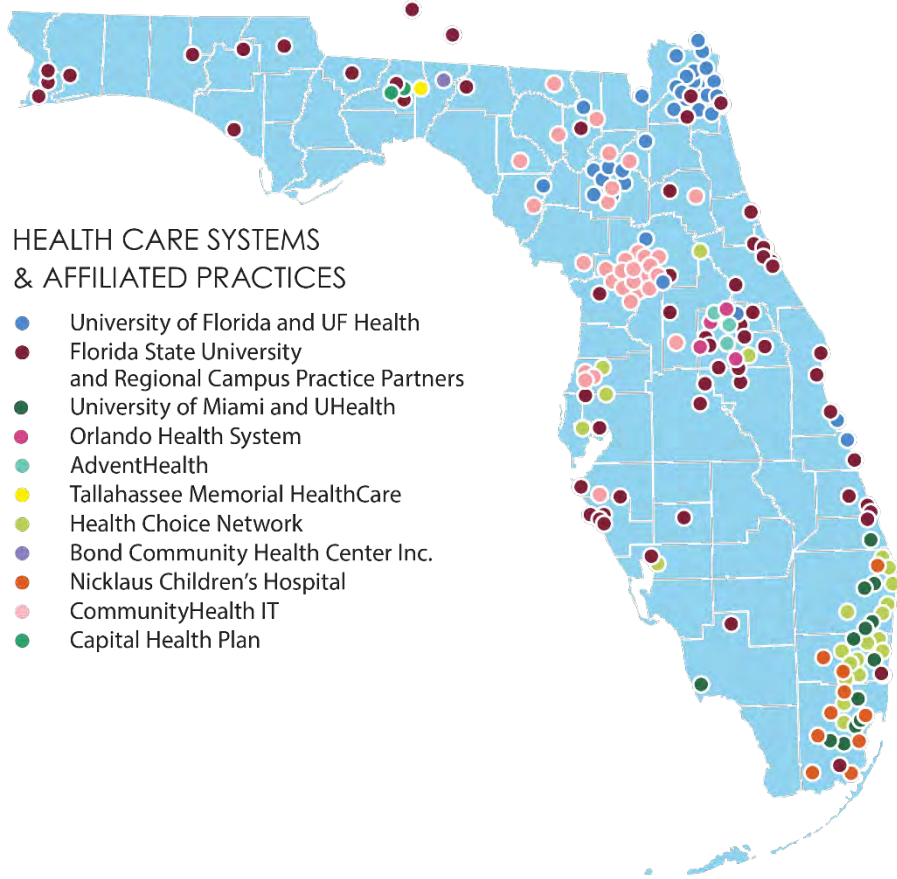 HEALTH CARE SYSTEMS
& AFFILIATED PRACTICES
University of Florida and UF Health
Florida State University
and Regional Campus Practice Partners
University of Miami and UHealth
Orlando Health System
AdventHealth
Tallahassee Memorial HealthCare
Health Choice Network
Bond Community Health Center Inc.
Nicklaus Children's Hospital
CommunityHealth IT
Capital Health Plan